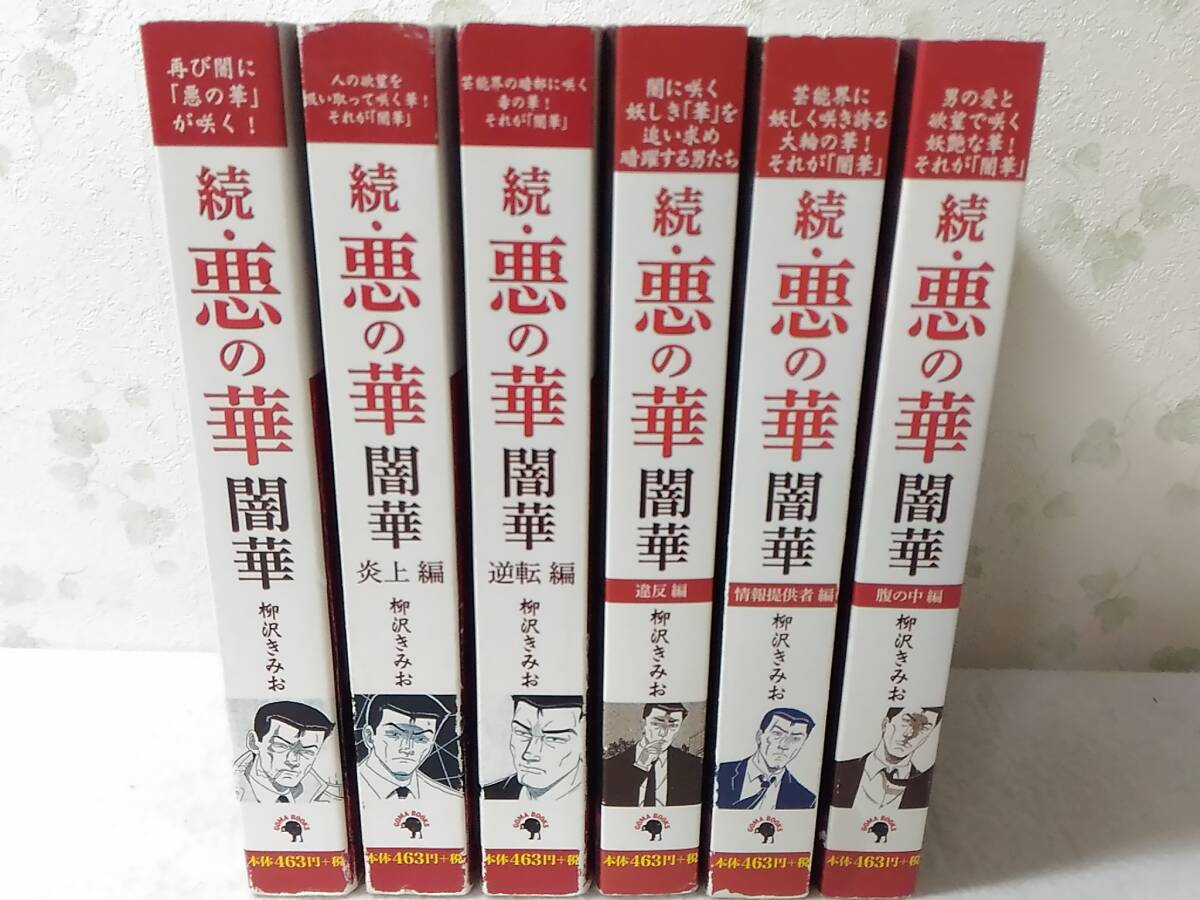 再び闇に
「悪の華」
が咲く！
続・悪の華
闇華
柳沢きみお
GOMA BOOKS
本体463円+税
人の欲望を
吸い取って咲く華！
それが「闇華」
続・悪の華
闇華
炎上 編
柳沢きみお
GOMA BOOKS
本体463円+税
芸能界の暗部に咲く
毒の華！
それが「闇華」
続・悪の華
闇華
逆転 編
柳沢きみお
GOMA BOOKS
本体463円+税
闇に咲く
妖しき「華」を
追い求め
暗躍する男たち
続・悪の華
闇華
違反 編
柳沢きみお
GOMA BOOKS
本体463円+税
芸能界に
妖しく咲き誇る
大輪の華！
それが「闇華」
続・悪の華
闇華
情報提供者 編
柳沢きみお
GOMA BOOKS
本体463円+税
男の愛と
欲望で咲く
妖艶な華！
それが「闇華」
続・悪の華
闇華
腹の中 編
柳沢きみお
GOMA BOOKS
本体463円+税